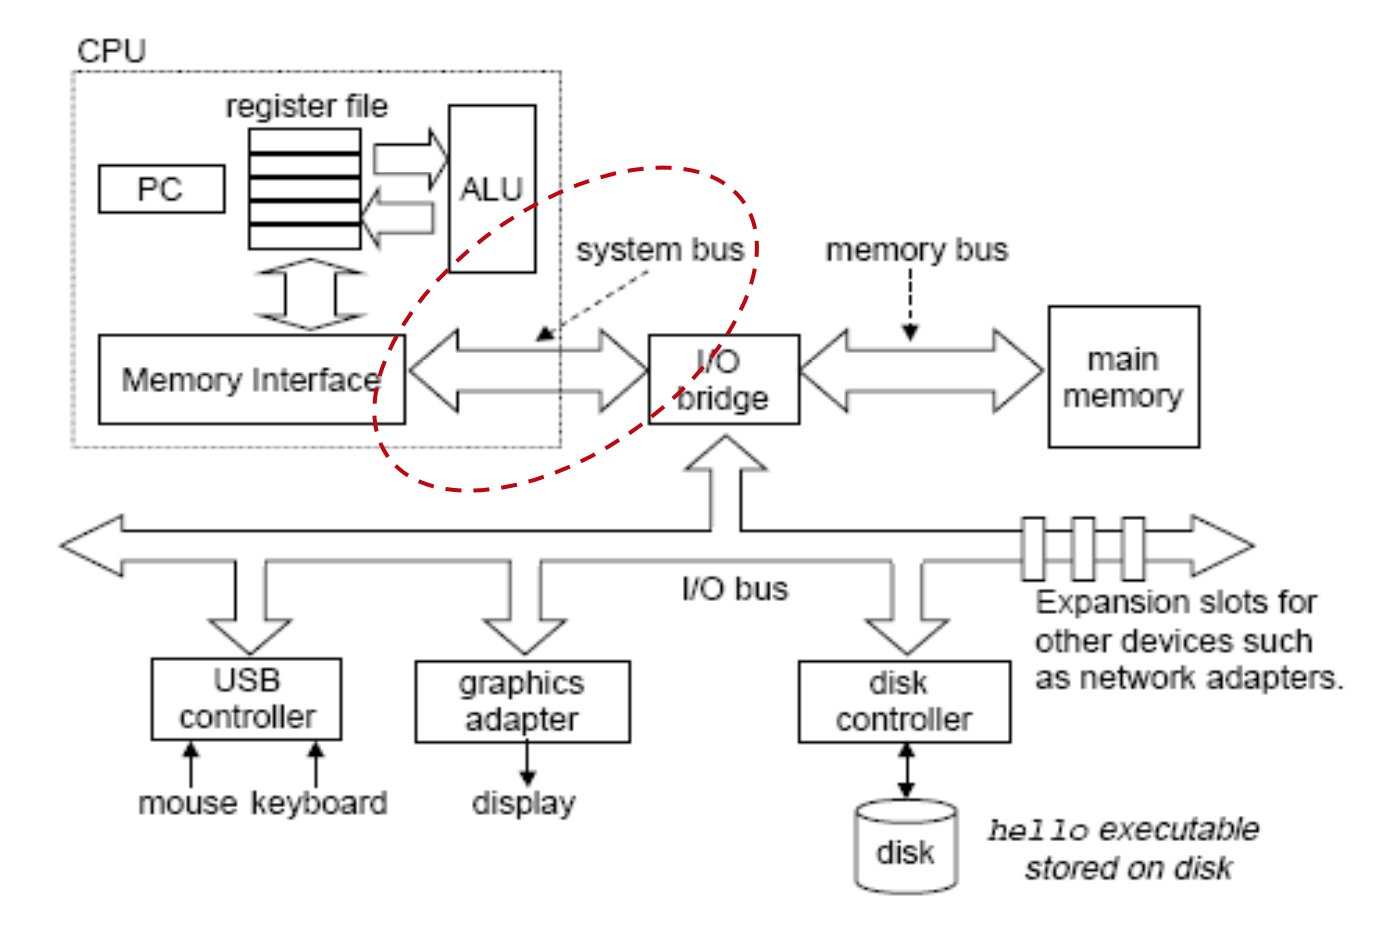 CPU
register file
PC
ALU
system bus
memory bus
Memory Interface
I/O
bridge
main
memory
I/O bus
Expansion slots for
other devices such
as network adapters.
USB
controller
graphics
adapter
disk
controller
mouse
keyboard
display
disk
hello executable
stored on disk